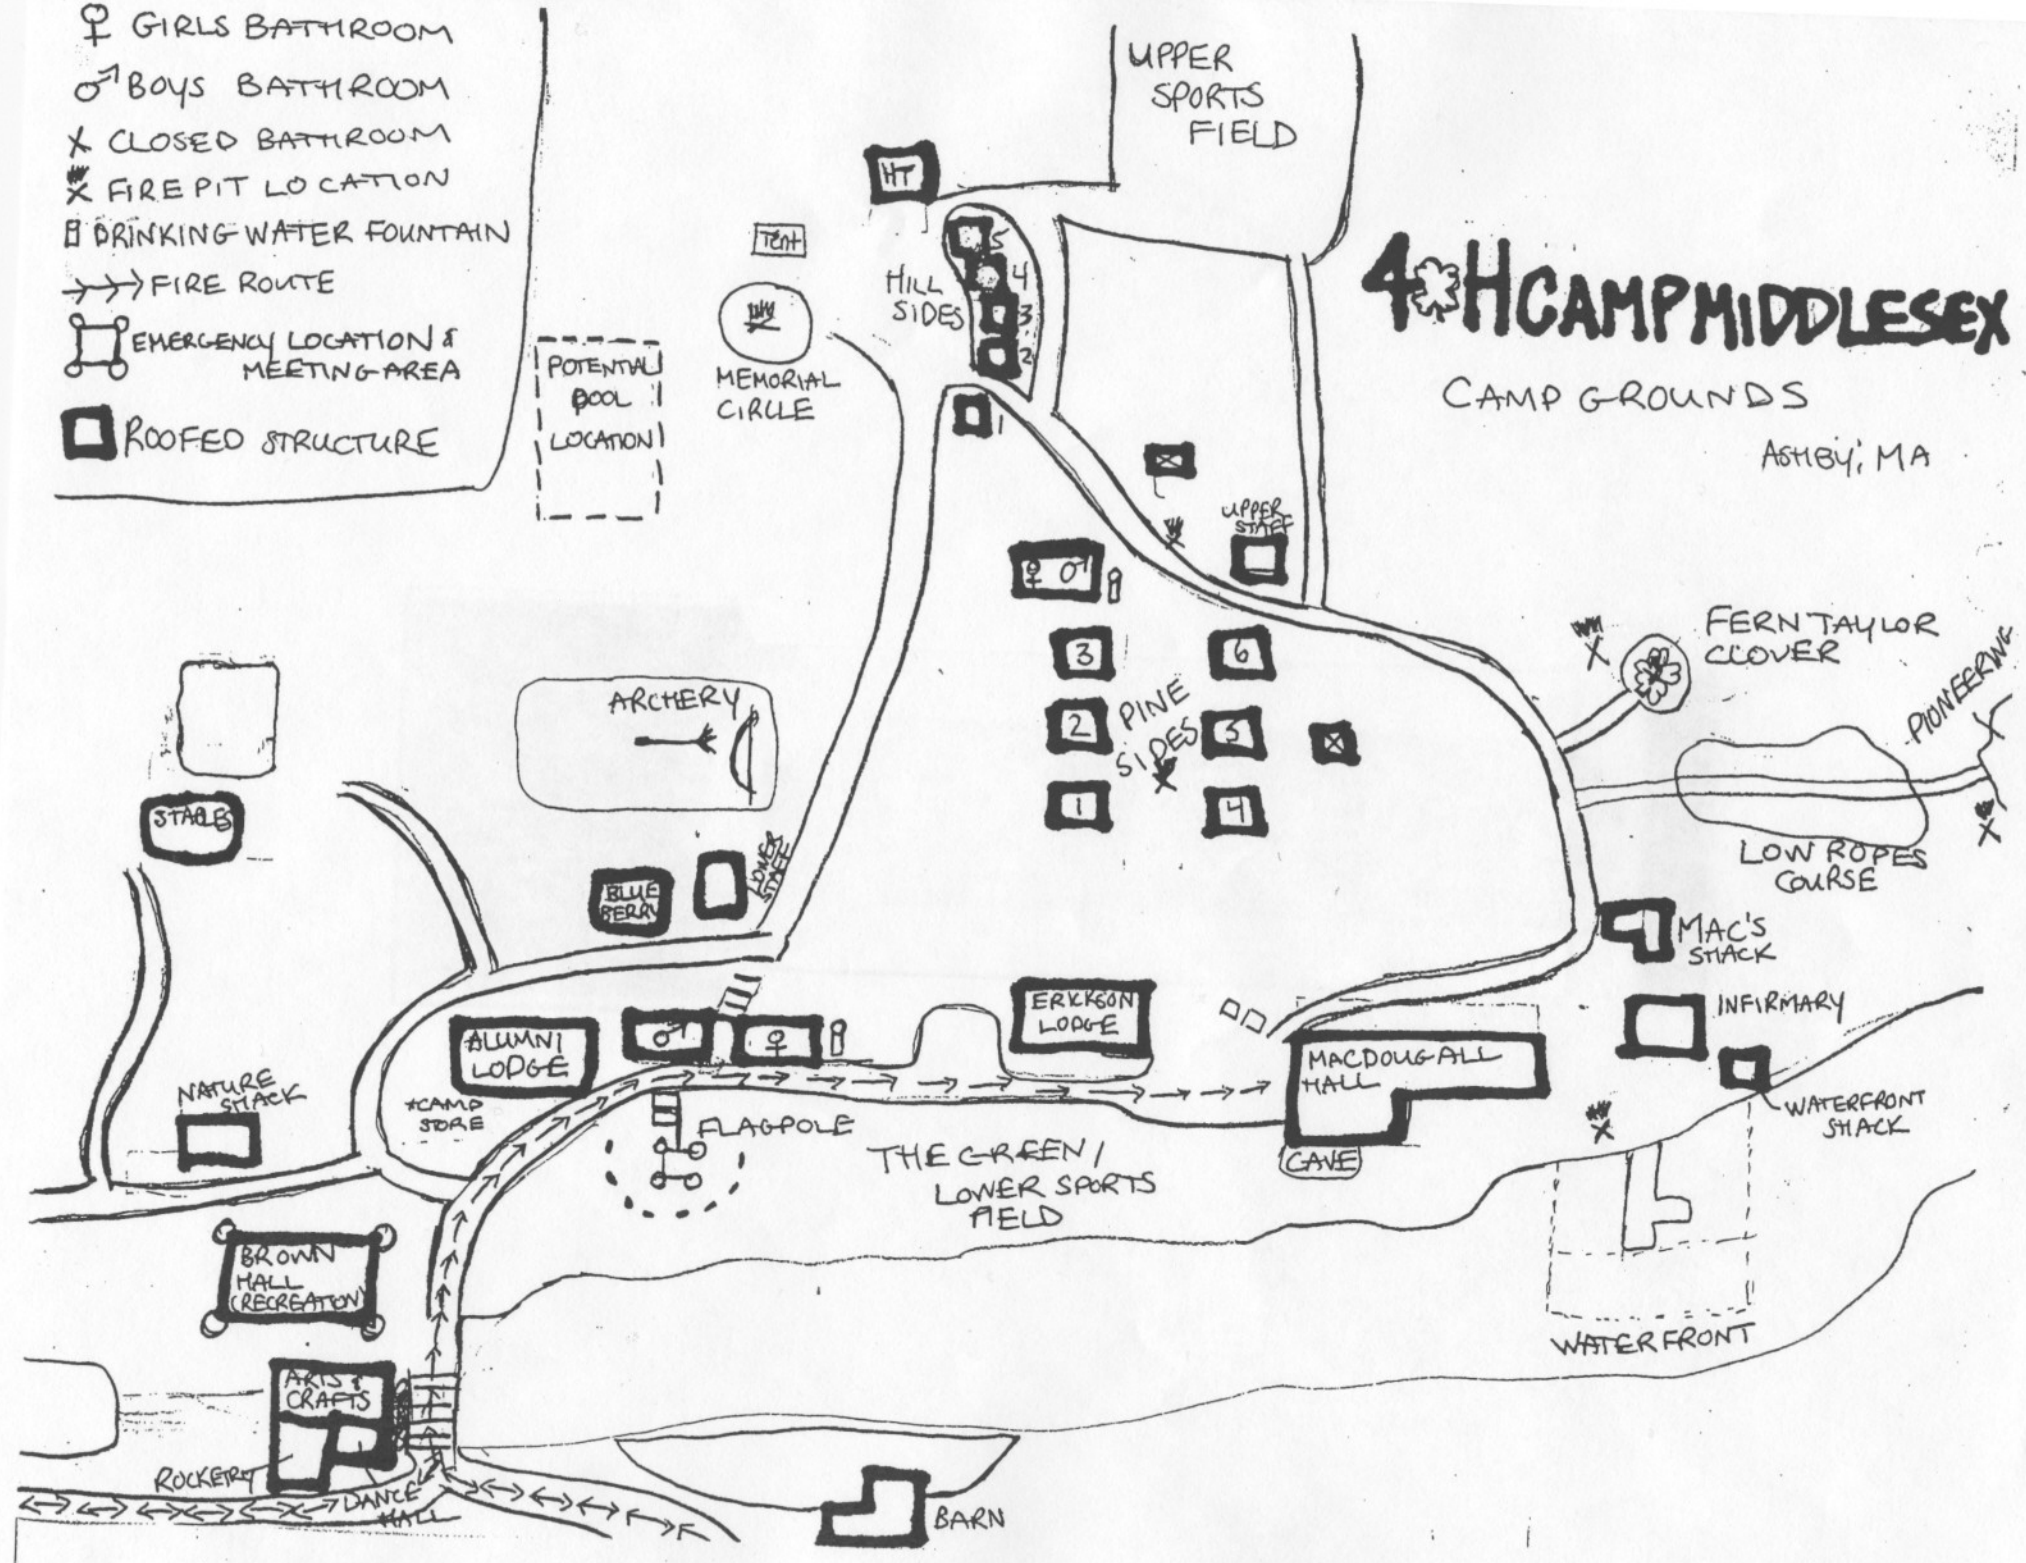 GIRLS BATHROOM
BOYS BATHROOM
CLOSED BATHROOM
FIRE PIT LOCATION
DRINKING WATER FOUNTAIN
FIRE ROUTE
EMERGENCY LOCATION &
MEETING AREA
ROOFED STRUCTURE
UPPER
SPORTS
FIELD
4 H CAMP MIDDLESEX
CAMP GROUNDS
ASHBY, MA
HT
Tent
HILL
SIDES
5
4
3
2
1
MEMORIAL
CIRCLE
POTENTIAL
POOL
LOCATION
UPPER
STAFF
3
2
1
PINE
SIDES
6
5
4
FERN TAYLOR
CLOVER
PIONEERING
LOW ROPES
COURSE
ARCHERY
STABLES
BLUE
BERRY
LOWER
STAFF
MAC'S
SHACK
INFIRMARY
WATERFRONT
SHACK
ERICKSON
LODGE
MACDOUGALL
HALL
CAVE
ALUMNI
LODGE
*CAMP
STORE
NATURE
SHACK
FLAGPOLE
THE GREEN /
LOWER SPORTS
FIELD
BROWN
HALL
(RECREATION)
ARTS &
CRAFTS
ROCKETRY
DANCE
HALL
WATERFRONT
BARN